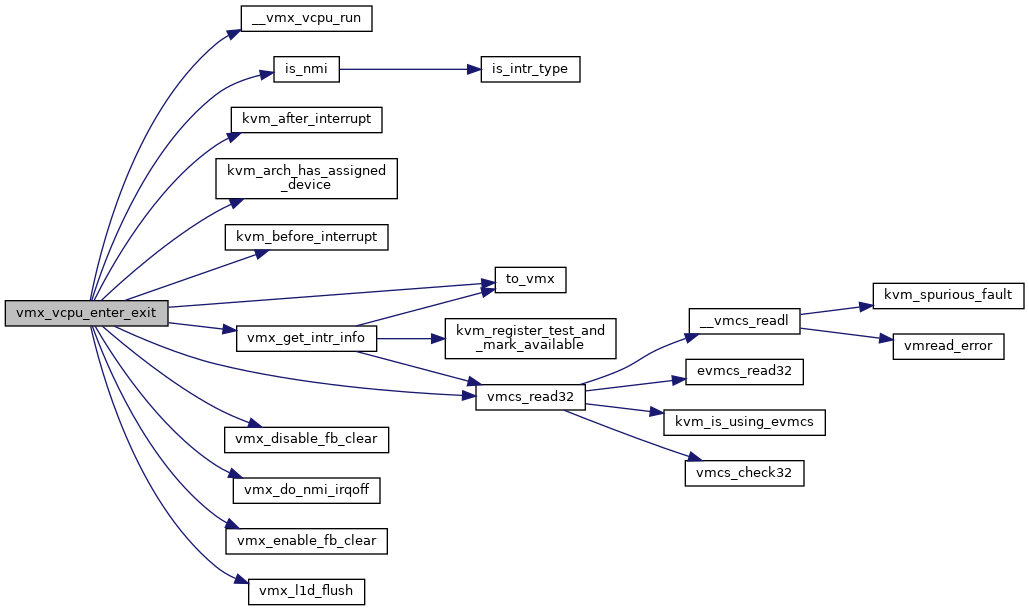 __vmx_vcpu_run
is_nmi
is_intr_type
kvm_after_interrupt
kvm_arch_has_assigned
_device
kvm_before_interrupt
to_vmx
kvm_spurious_fault
vmx_vcpu_enter_exit
__vmcs_readl
vmx_get_intr_info
kvm_register_test_and
_mark_available
vmread_error
evmcs_read32
vmcs_read32
kvm_is_using_evmcs
vmx_disable_fb_clear
vmcs_check32
vmx_do_nmi_irqoff
vmx_enable_fb_clear
vmx_l1d_flush